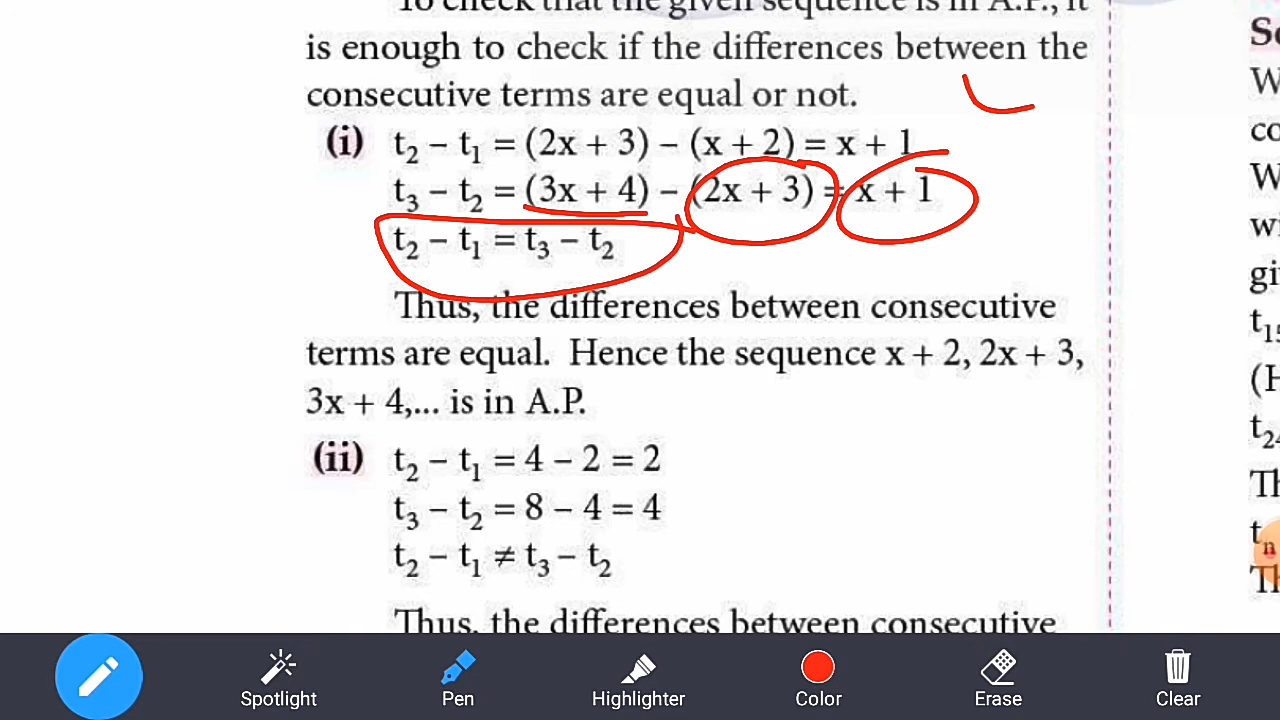 To check that the given sequence is in A.P., it
is enough to check if the differences between the
consecutive terms are equal or not.
(i) t₂ – t₁ = (2x + 3) – (x + 2) = x + 1
t₃ – t₂ = (3x + 4) – (2x + 3) = x + 1
t₂ – t₁ = t₃ – t₂
Thus, the differences between consecutive
terms are equal. Hence the sequence x + 2, 2x + 3,
3x + 4,... is in A.P.
(ii) t₂ – t₁ = 4 – 2 = 2
t₃ – t₂ = 8 – 4 = 4
t₂ – t₁ ≠ t₃ – t₂
Thus, the differences between consecutive
Spotlight Pen Highlighter Color Erase Clear